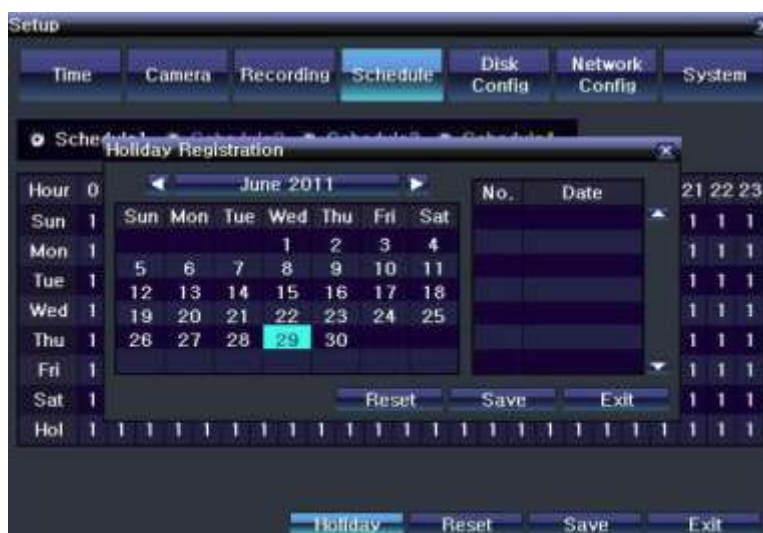 Setup
Time Camera Recording Schedule Disk Config Network Config System
Holiday Registration
June 2011
No. Date
Hour 0 21 22 23
Sun Mon Tue Wed Thu Fri Sat
Sun 1 1 1 1
1 2 3 4
Mon 1 1 1 1
5 6 7 8 9 10 11
Tue 1 1 1 1
12 13 14 15 16 17 18
Wed 1 1 1 1
19 20 21 22 23 24 25
Thu 1 1 1 1
26 27 28 29 30
Fri 1 1 1 1
Reset Save Exit
Sat 1 1 1 1
Hol 1 1 1 1 1 1 1 1 1 1 1 1 1 1 1 1 1 1 1 1 1 1 1 1
Holiday Reset Save Exit